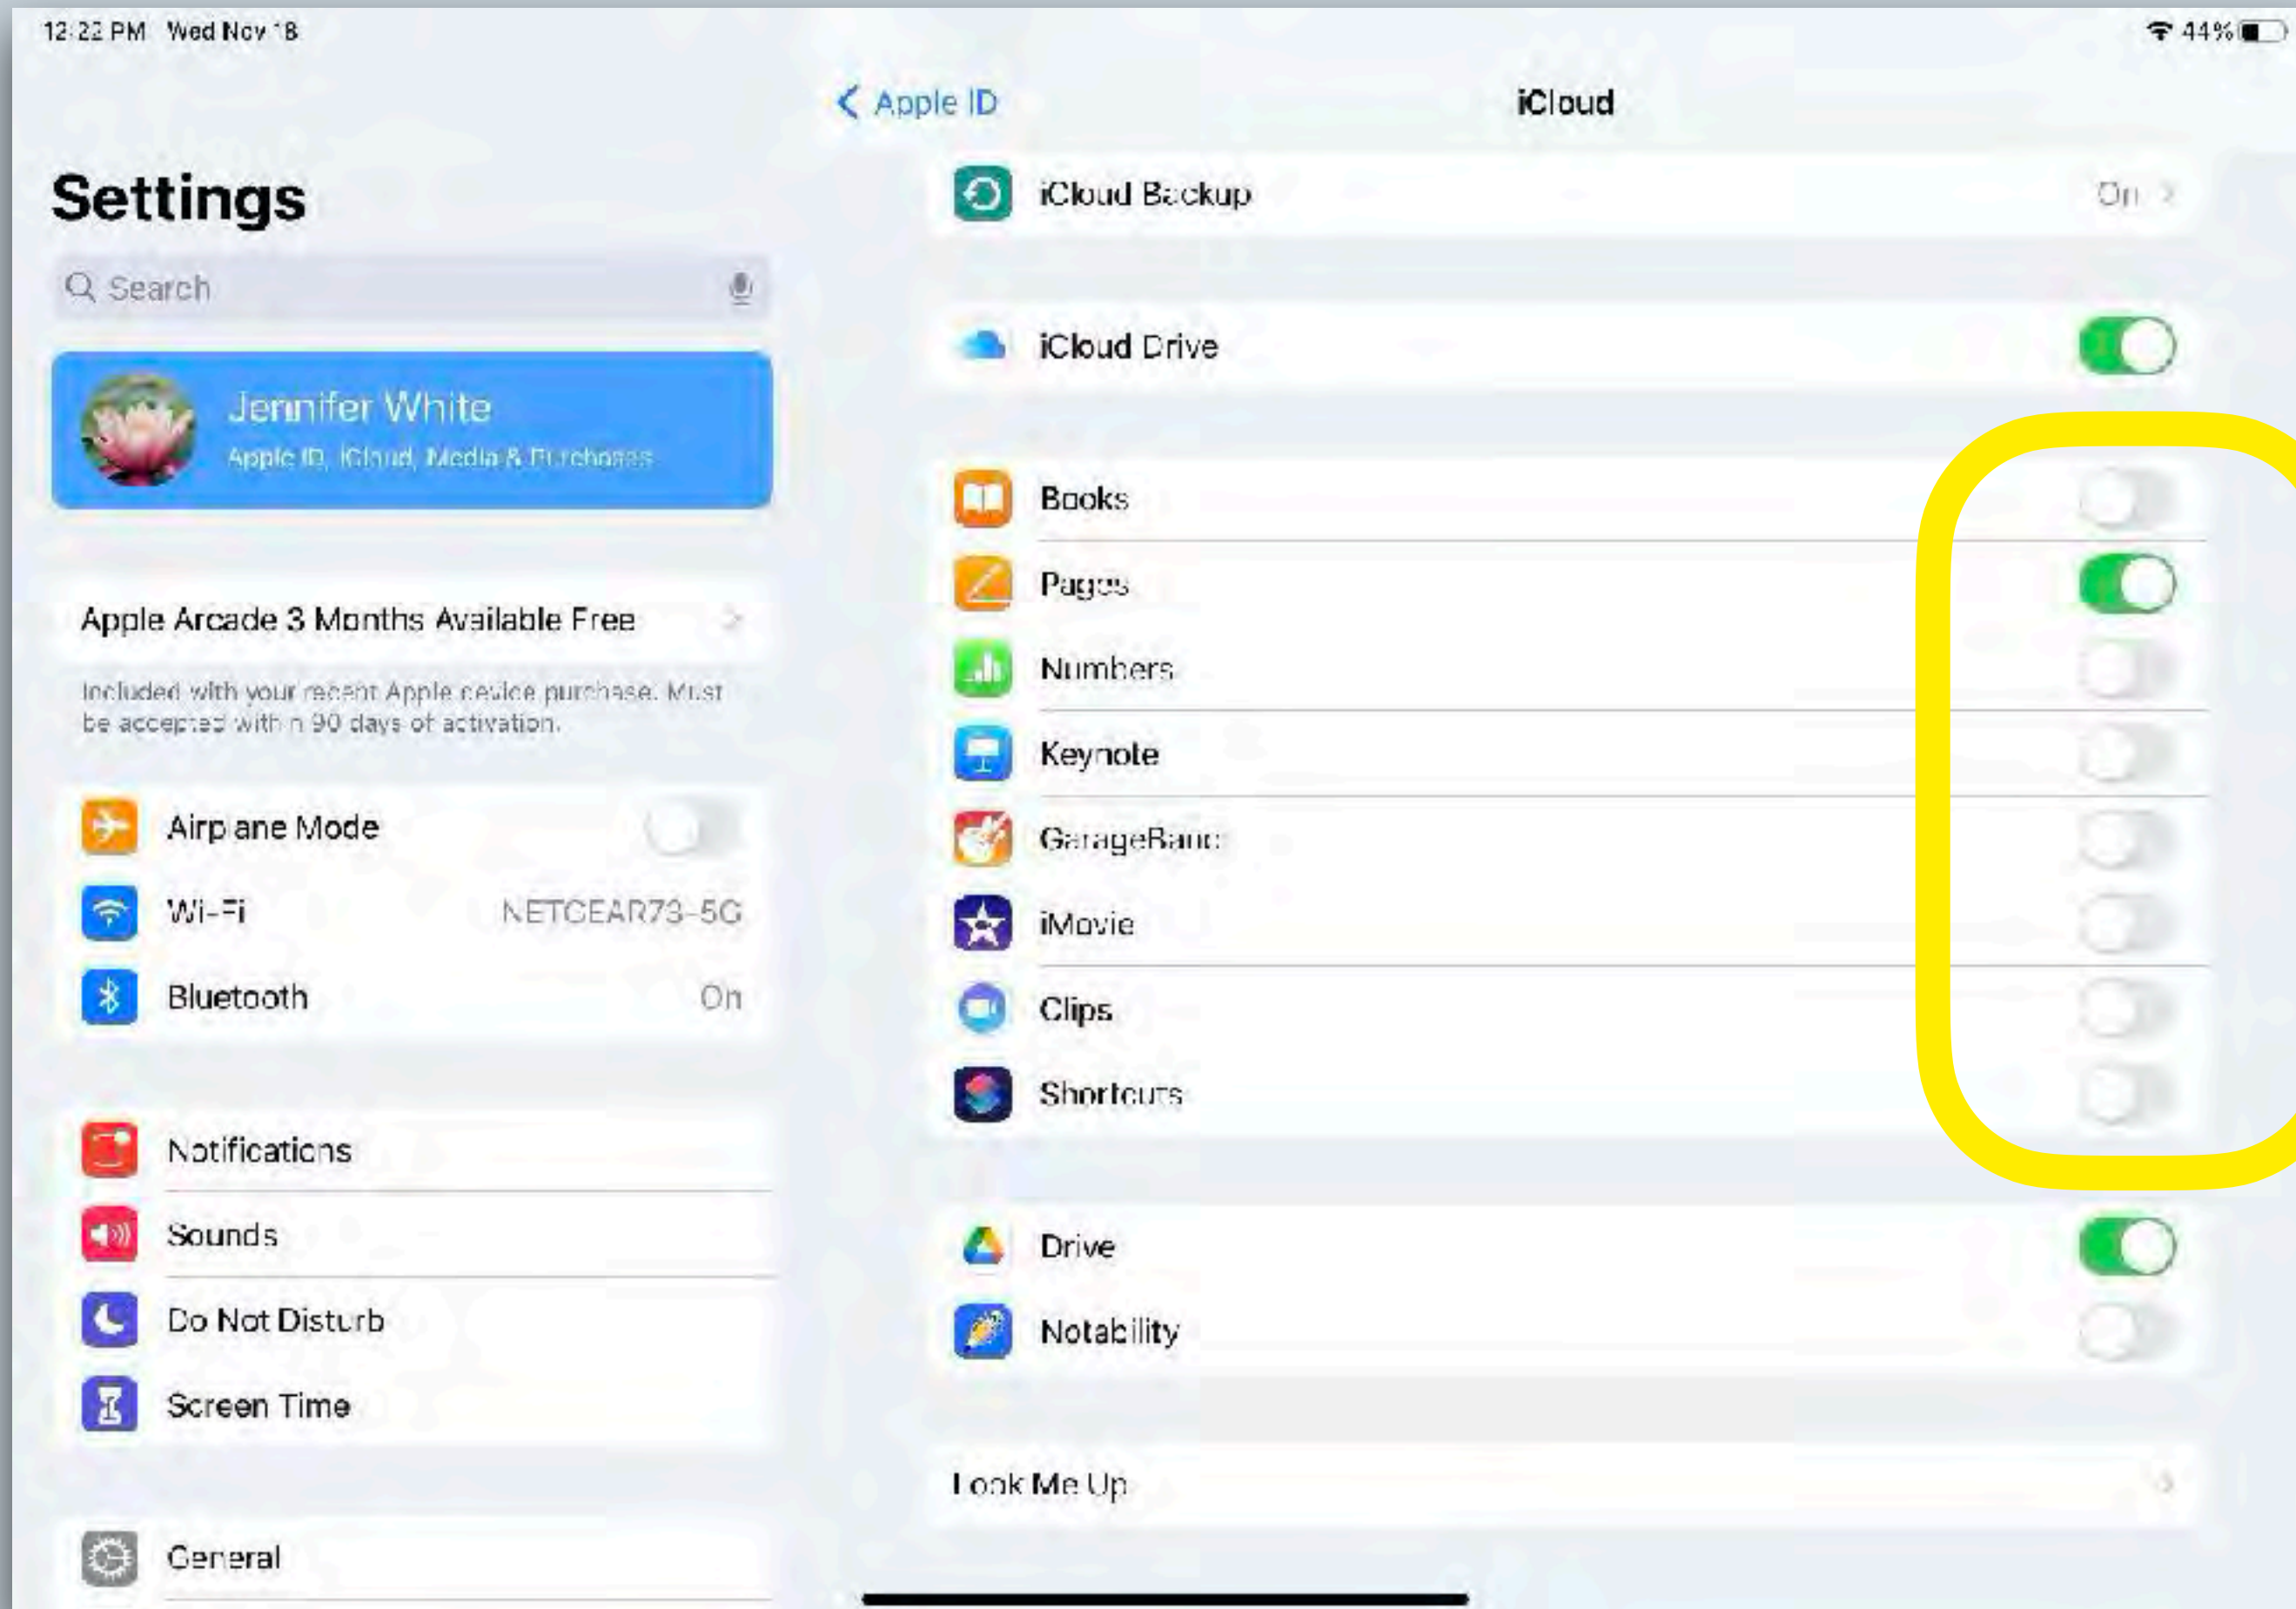 12:22 PM Wed Nov 18
44%
Settings
Search
Jennifer White
Apple ID, iCloud, Media & Purchases
Apple Arcade 3 Months Available Free
Included with your recent Apple device purchase. Must
be accepted within 90 days of activation.
Airplane Mode
Wi-Fi NETGEAR73-5G
Bluetooth On
Notifications
Sounds
Do Not Disturb
Screen Time
General
Apple ID
iCloud
iCloud Backup On
iCloud Drive
Books
Pages
Numbers
Keynote
GarageBand
iMovie
Clips
Shortcuts
Drive
Notability
Look Me Up